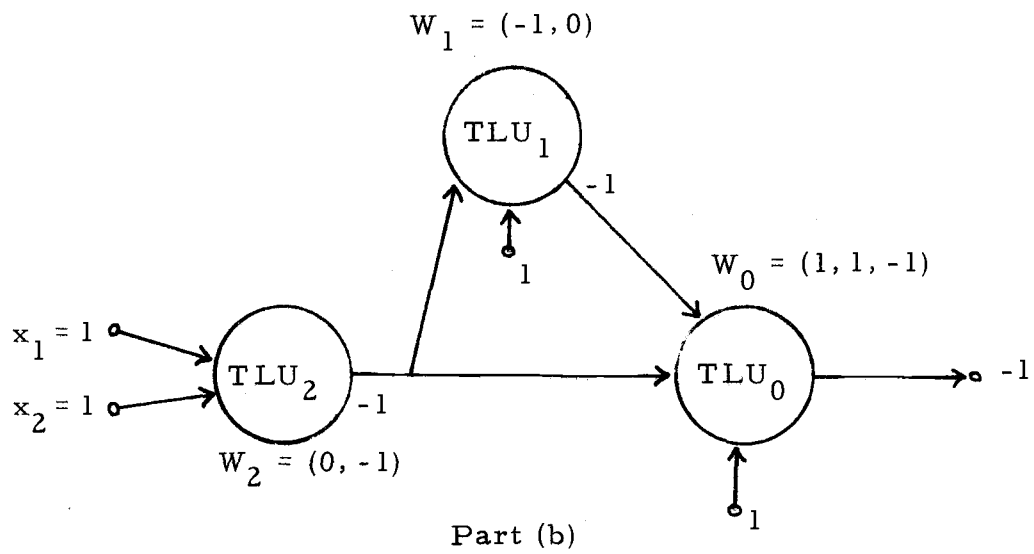 W₁ = (-1, 0)
TLU₁
-1
1
W₀ = (1, 1, -1)
x₁ = 1
x₂ = 1
TLU₂
-1
W₂ = (0, -1)
TLU₀
-1
1
Part (b)